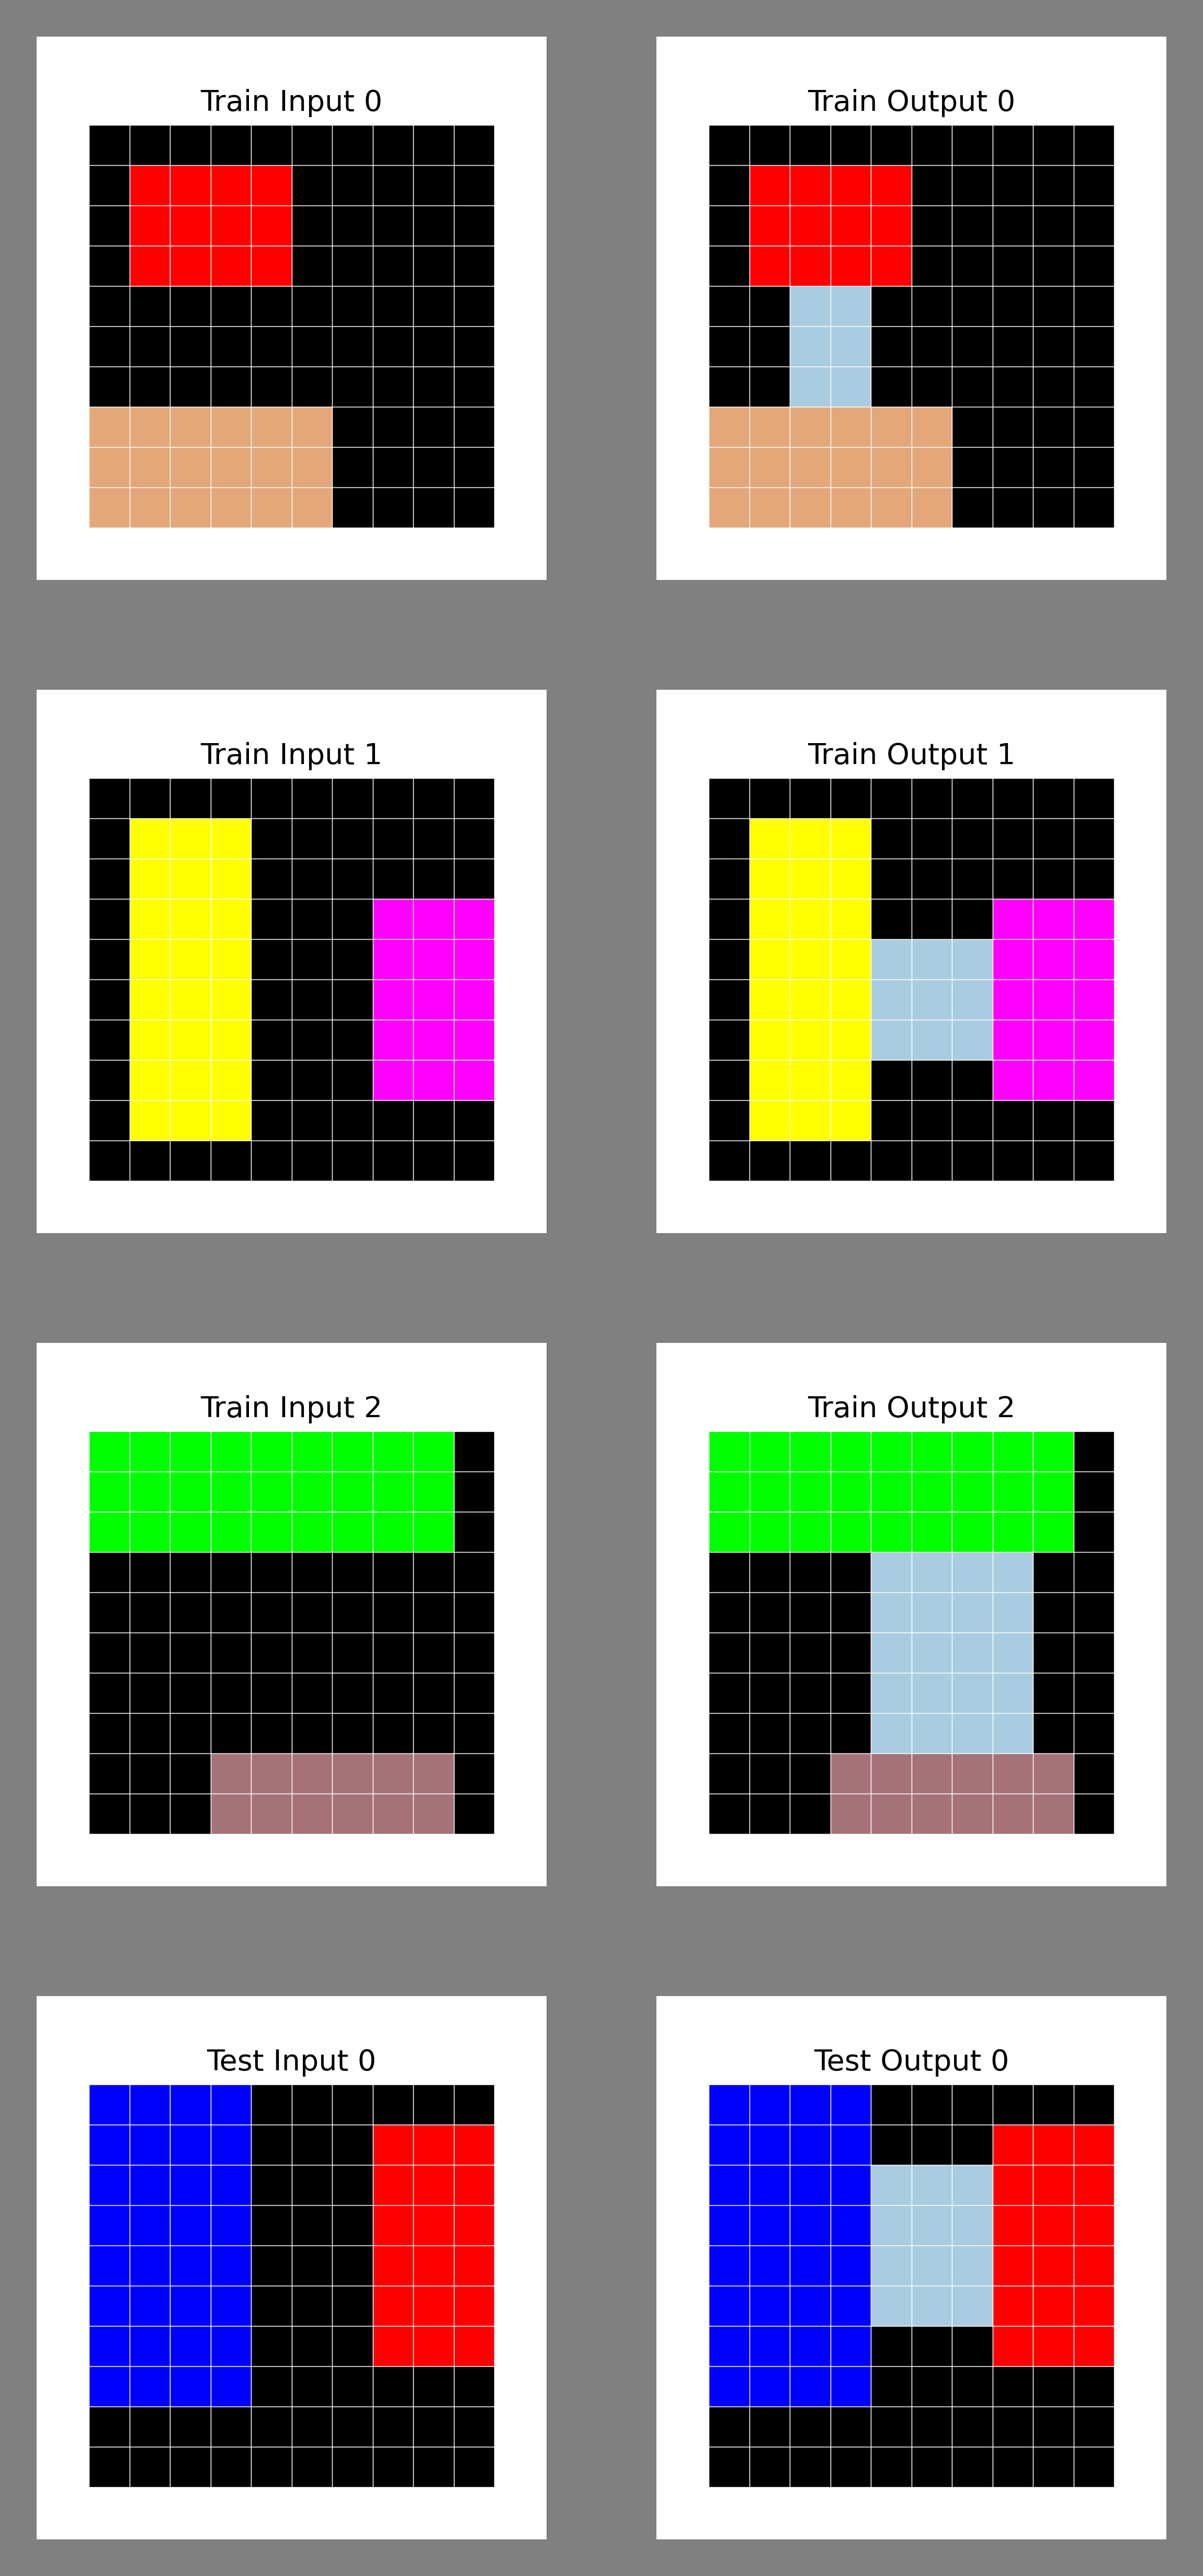 Train Input 0
Train Output 0
Train Input 1
Train Output 1
Train Input 2
Train Output 2
Test Input 0
Test Output 0